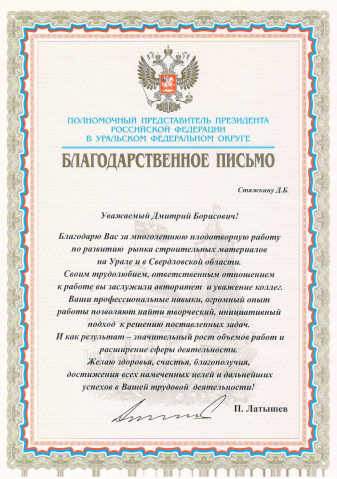 ПОЛНОМОЧНЫЙ ПРЕДСТАВИТЕЛЬ ПРЕЗИДЕНТА
РОССИЙСКОЙ ФЕДЕРАЦИИ
В УРАЛЬСКОМ ФЕДЕРАЛЬНОМ ОКРУГЕ
БЛАГОДАРСТВЕННОЕ ПИСЬМО
Стяжкину Д.Б.
Уважаемый Дмитрий Борисович!
Благодарю Вас за многолетнюю плодотворную работу
по развитию рынка строительных материалов
на Урале и в Свердловской области.
Своим трудолюбием, ответственным отношением
к работе вы заслужили авторитет и уважение коллег.
Ваши профессиональные навыки, огромный опыт
работы позволяют найти творческий, инициативный
подход к решению поставленных задач.
И как результат – значительный рост объемов работ и
расширение сферы деятельности.
Желаю здоровья, счастья, благополучия,
достижения всех намеченных целей и дальнейших
успехов в Вашей трудовой деятельности!
П. Латышев